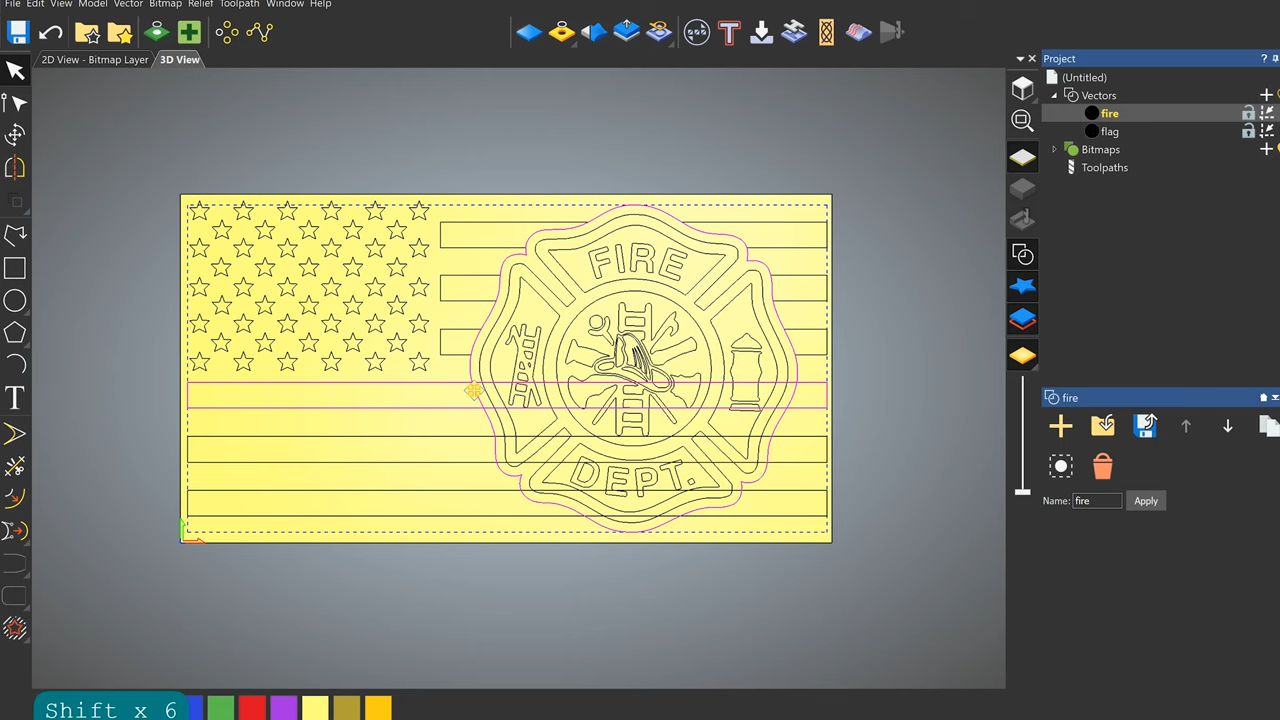 File Edit View Model Vector Bitmap Relief Toolpath Window Help
2D View - Bitmap Layer 3D View
Project
(Untitled)
Vectors
fire
flag
Bitmaps
Toolpaths
FIRE
DEPT.
fire
Name: fire Apply
Shift x 6